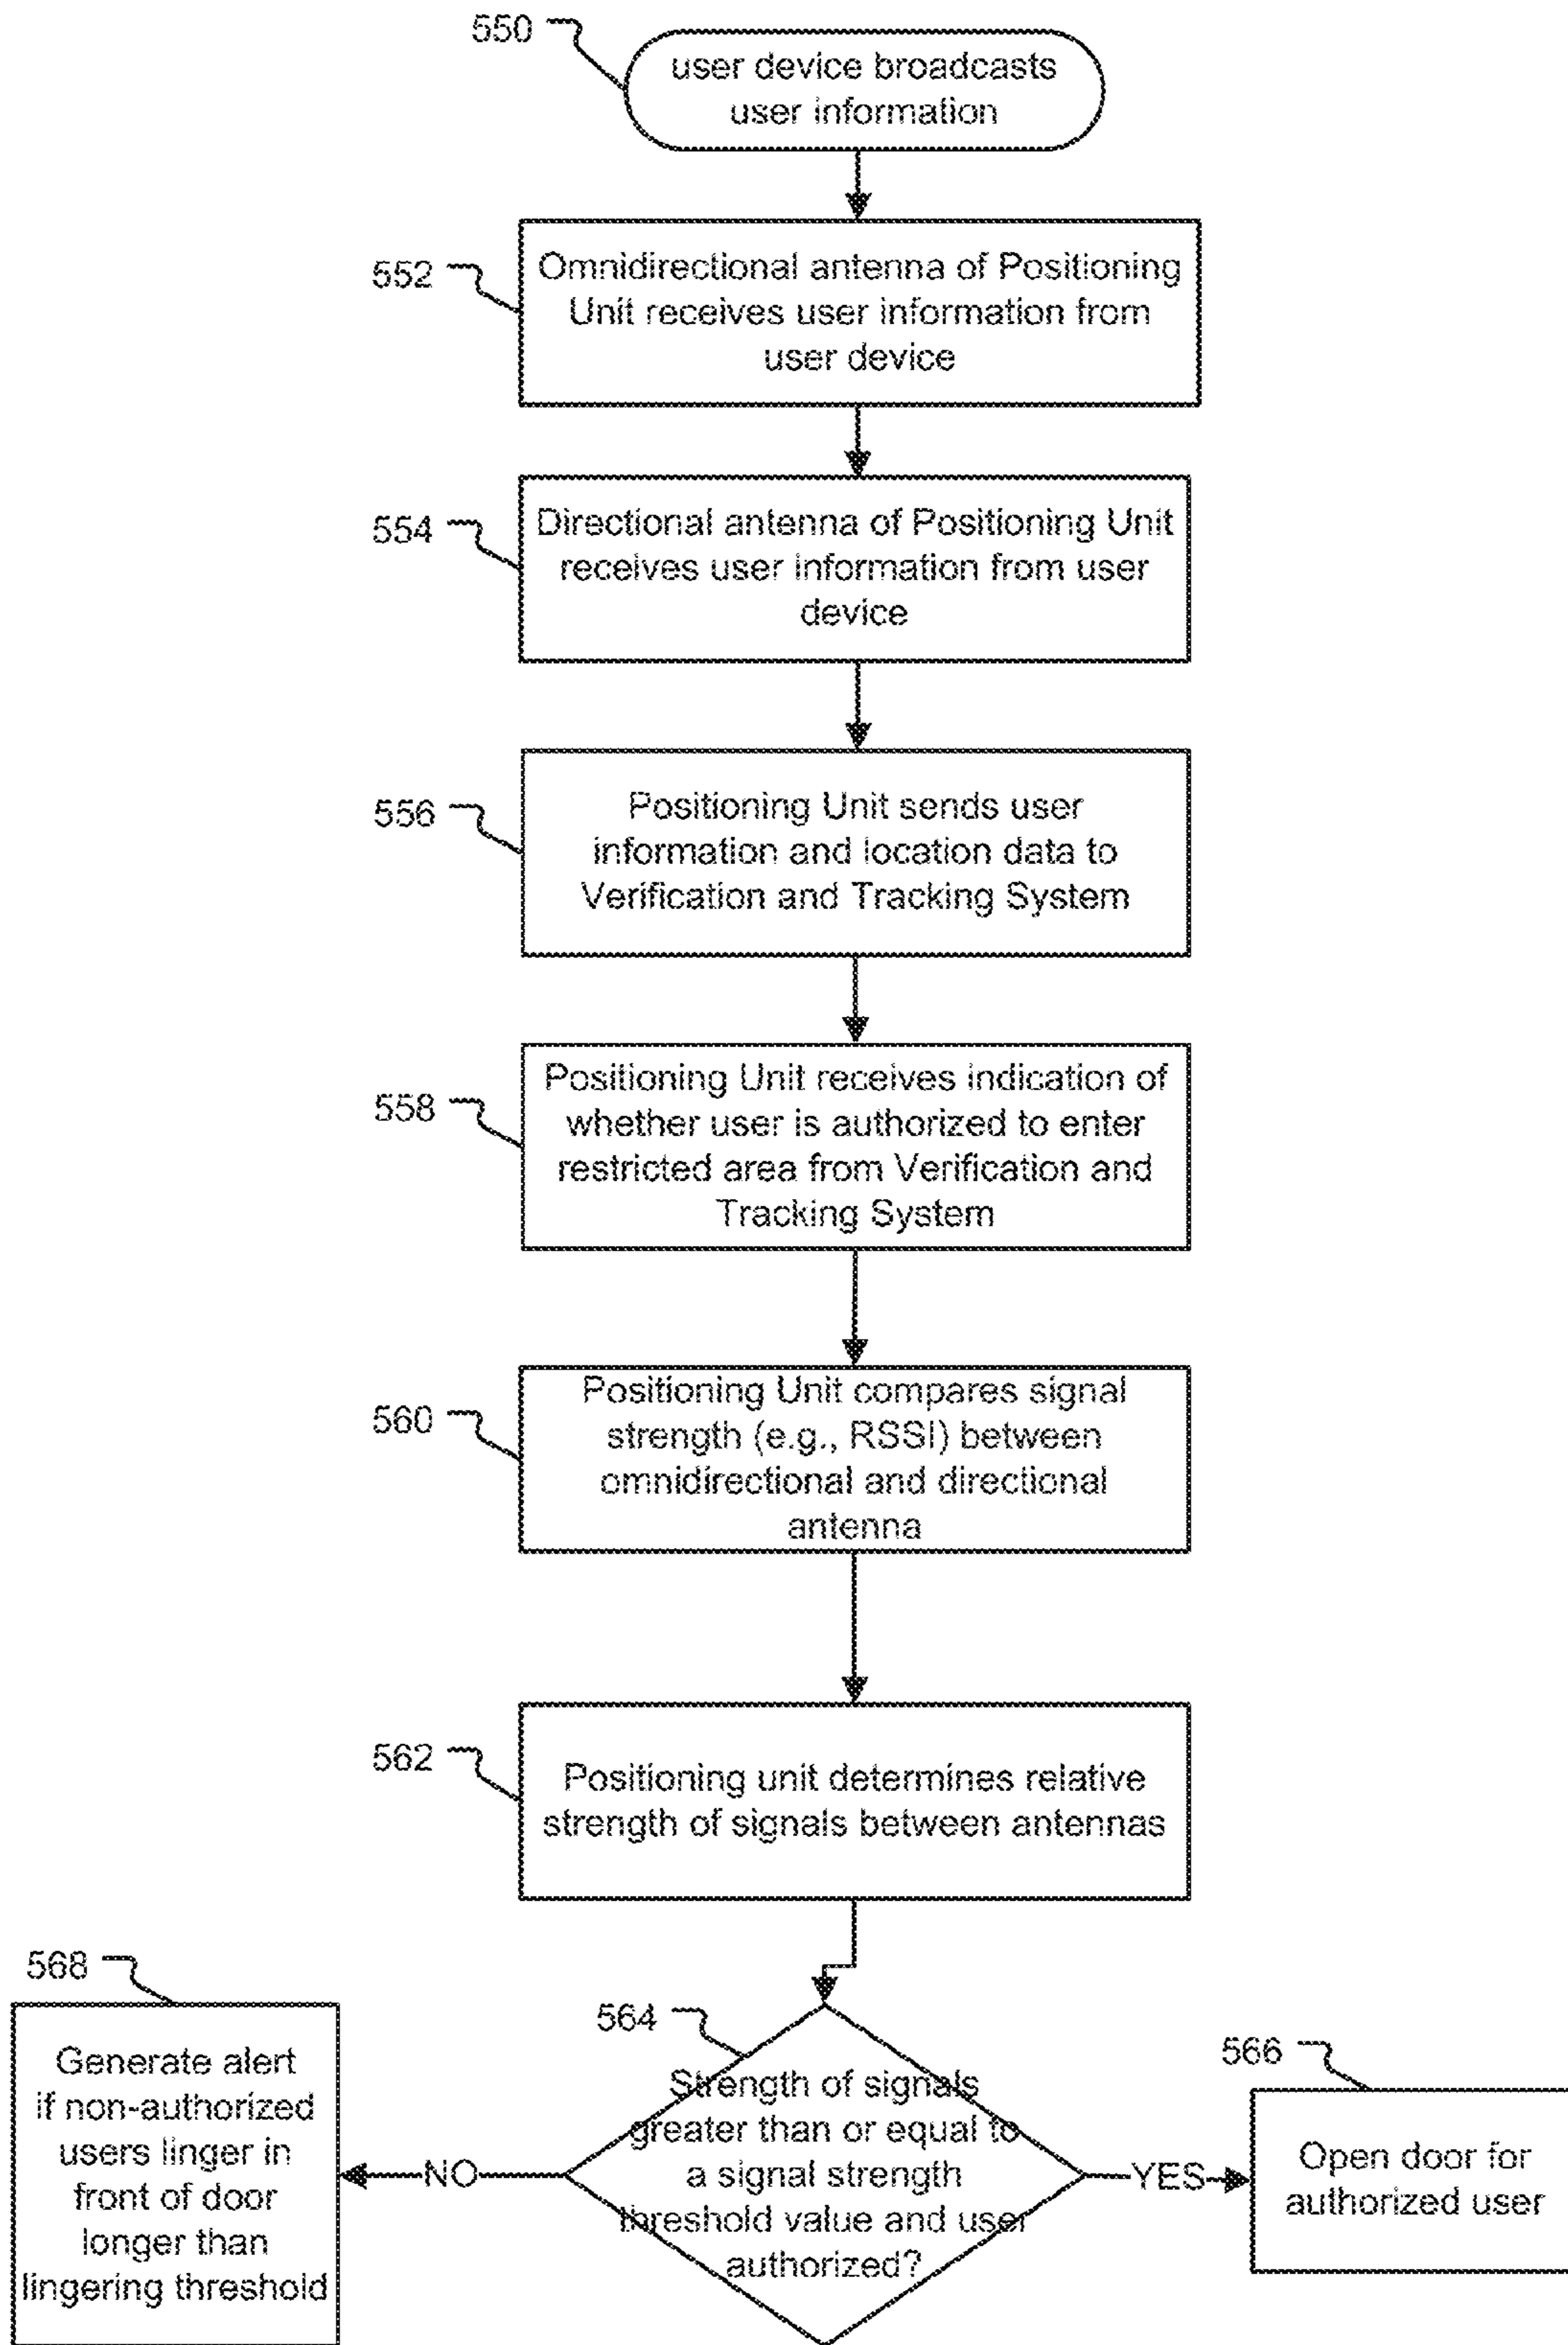 550
user device broadcasts
user information
552
Omnidirectional antenna of Positioning
Unit receives user information from
user device
554
Directional antenna of Positioning Unit
receives user information from user
device
556
Positioning Unit sends user
information and location data to
Verification and Tracking System
558
Positioning Unit receives indication of
whether user is authorized to enter
restricted area from Verification and
Tracking System
560
Positioning Unit compares signal
strength (e.g., RSSI) between
omnidirectional and directional
antenna
562
Positioning unit determines relative
strength of signals between antennas
564
Strength of signals
greater than or equal to
a signal strength
threshold value and user
authorized?
NO
YES
568
Generate alert
if non-authorized
users linger in
front of door
longer than
lingering threshold
566
Open door for
authorized user